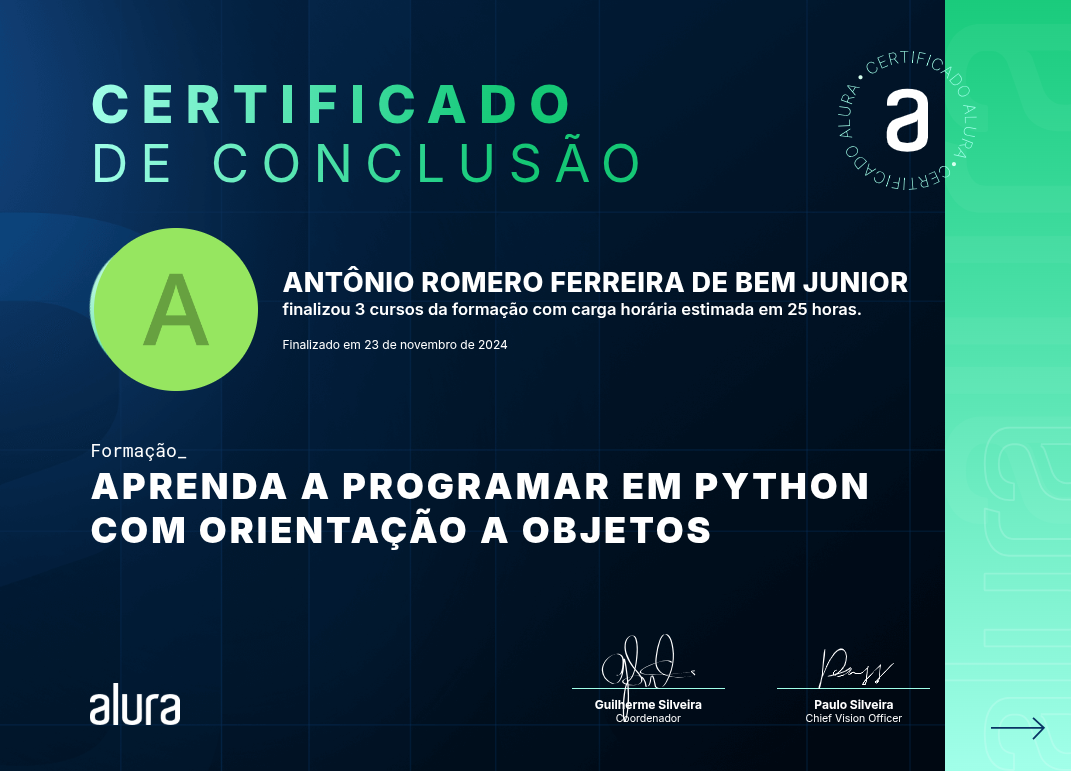 CERTIFICADO
DE CONCLUSÃO
CERTIFICADO ALURA • CERTIFICADO ALURA •
a
A
ANTÔNIO ROMERO FERREIRA DE BEM JUNIOR
finalizou 3 cursos da formação com carga horária estimada em 25 horas.
Finalizado em 23 de novembro de 2024
Formação_
APRENDA A PROGRAMAR EM PYTHON
COM ORIENTAÇÃO A OBJETOS
alura
Guilherme Silveira
Coordenador
Paulo Silveira
Chief Vision Officer
alura